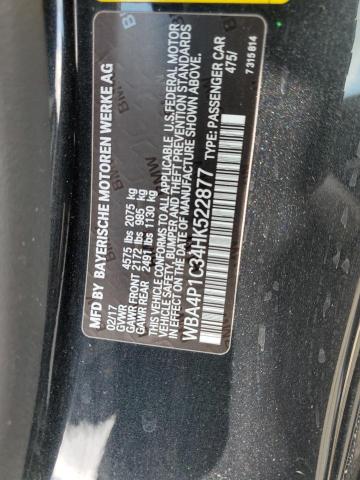 MFD BY BAYERISCHE MOTOREN WERKE AG
02/17
GVWR 4575 lbs 2075 kg
GAWR FRONT 2172 lbs 985 kg
GAWR REAR 2491 lbs 1130 kg
THIS VEHICLE CONFORMS TO ALL APPLICABLE U.S. FEDERAL MOTOR
VEHICLE SAFETY, BUMPER AND THEFT PREVENTION STANDARDS
IN EFFECT ON THE DATE OF MANUFACTURE SHOWN ABOVE.
WBA4P1C34HK522877 TYPE: PASSENGER CAR
475/
7 315 814